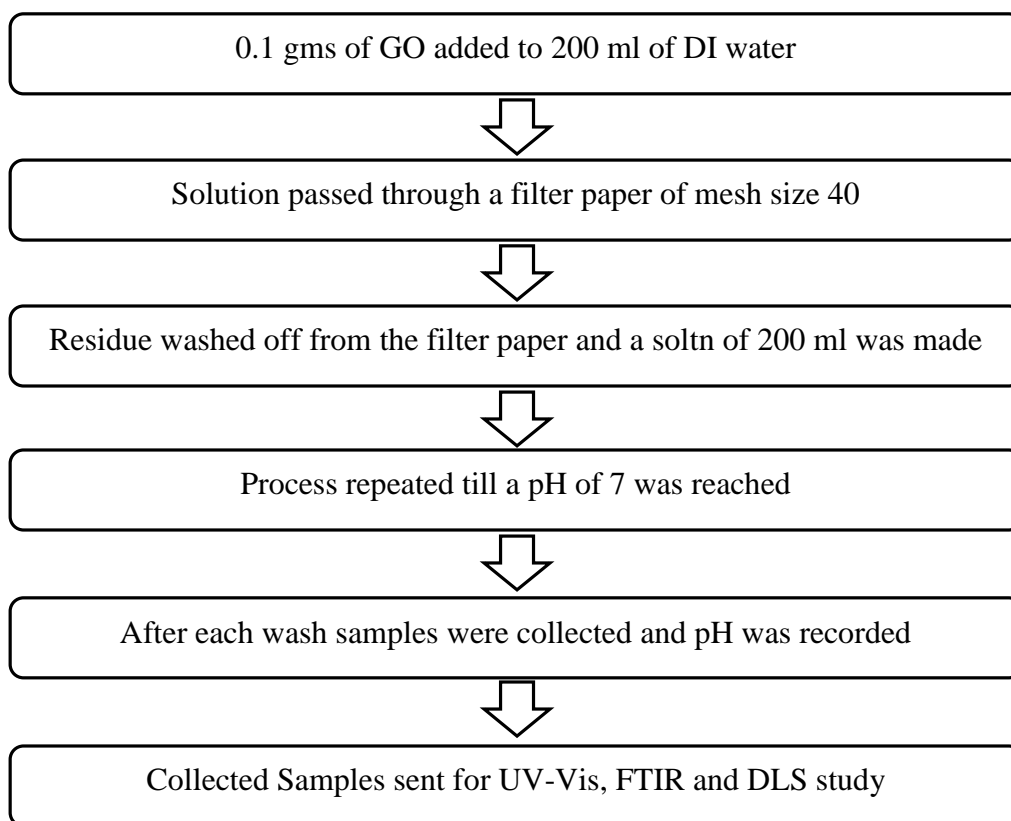 0.1 gms of GO added to 200 ml of DI water
Solution passed through a filter paper of mesh size 40
Residue washed off from the filter paper and a soltn of 200 ml was made
Process repeated till a pH of 7 was reached
After each wash samples were collected and pH was recorded
Collected Samples sent for UV-Vis, FTIR and DLS study